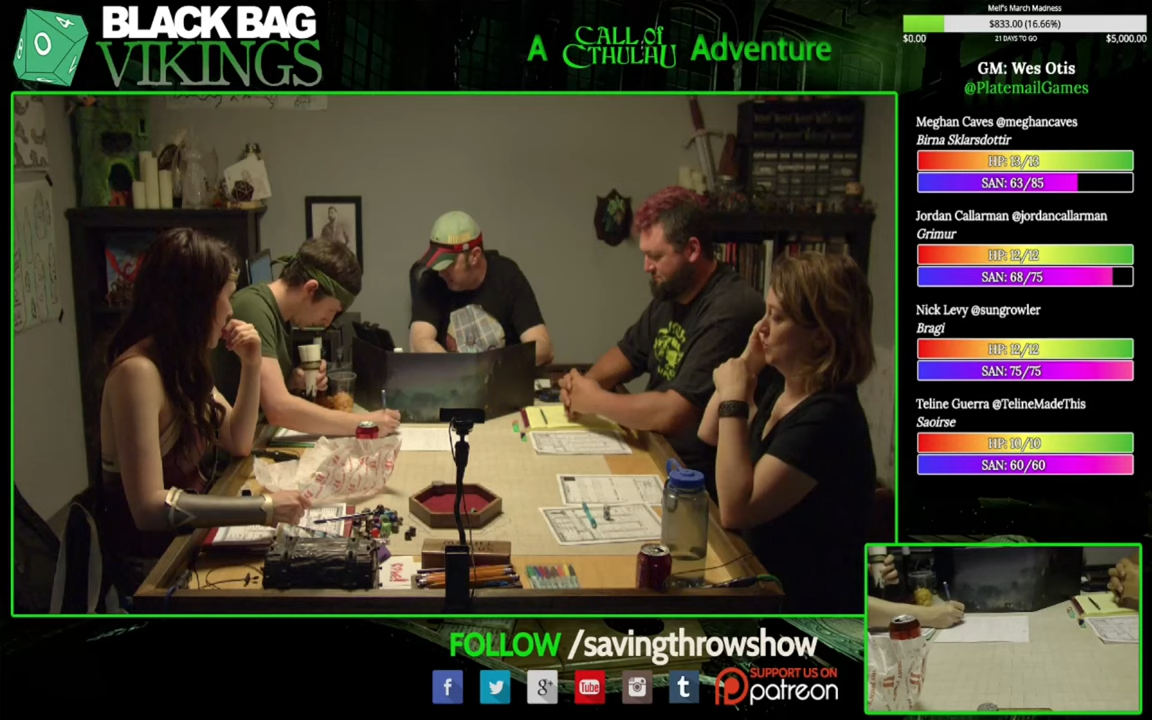 BLACK BAG
VIKINGS
A CALL of CTHULHU Adventure
Melf's March Madness
$833.00 (16.66%)
$0.00 21 DAYS TO GO $5,000.00
GM: Wes Otis
@PlatemailGames
Meghan Caves @meghancaves
Birna Sklarsdottir
HP: 13/13
SAN: 63/85
Jordan Callarman @jordancallarman
Grimur
HP: 12/12
SAN: 68/75
Nick Levy @sungrowler
Bragi
HP: 12/12
SAN: 75/75
Teline Guerra @TelineMadeThis
Saoirse
HP: 10/10
SAN: 60/60
FOLLOW /savingthrowshow
f
g+
You Tube
t
SUPPORT US ON
patreon